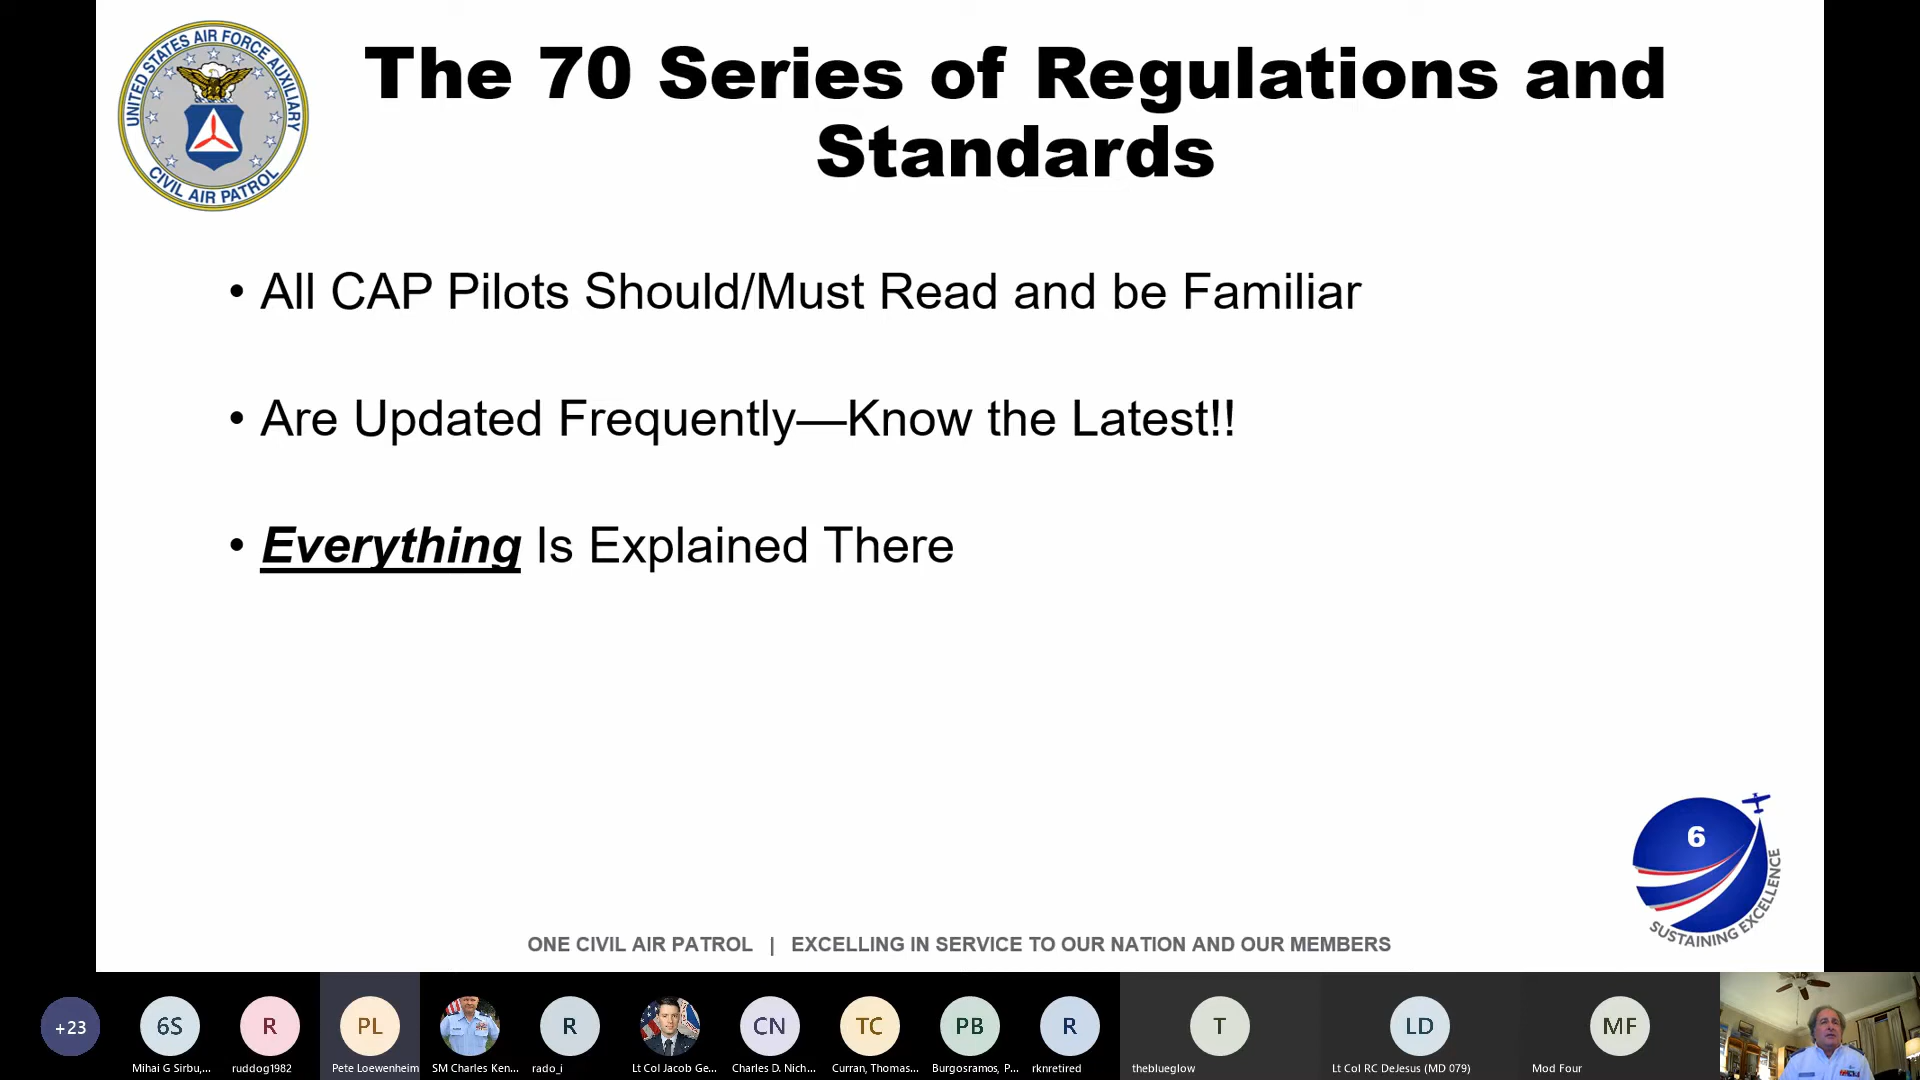 UNITED STATES AIR FORCE AUXILIARY
CIVIL AIR PATROL
The 70 Series of Regulations and
Standards
• All CAP Pilots Should/Must Read and be Familiar
• Are Updated Frequently—Know the Latest!!
• Everything Is Explained There
6
SUSTAINING EXCELLENCE
ONE CIVIL AIR PATROL | EXCELLING IN SERVICE TO OUR NATION AND OUR MEMBERS
+23
6S
R
PL
R
CN
TC
PB
R
T
LD
MF
Mihai G Sirbu,...
ruddog1982
Pete Loewenheim
SM Charles Ken...
rado_i
Lt Col Jacob Ge...
Charles D. Nich...
Curran, Thomas...
Burgosramos, P...
rknretired
theblueglow
Lt Col RC DeJesus (MD 079)
Mod Four